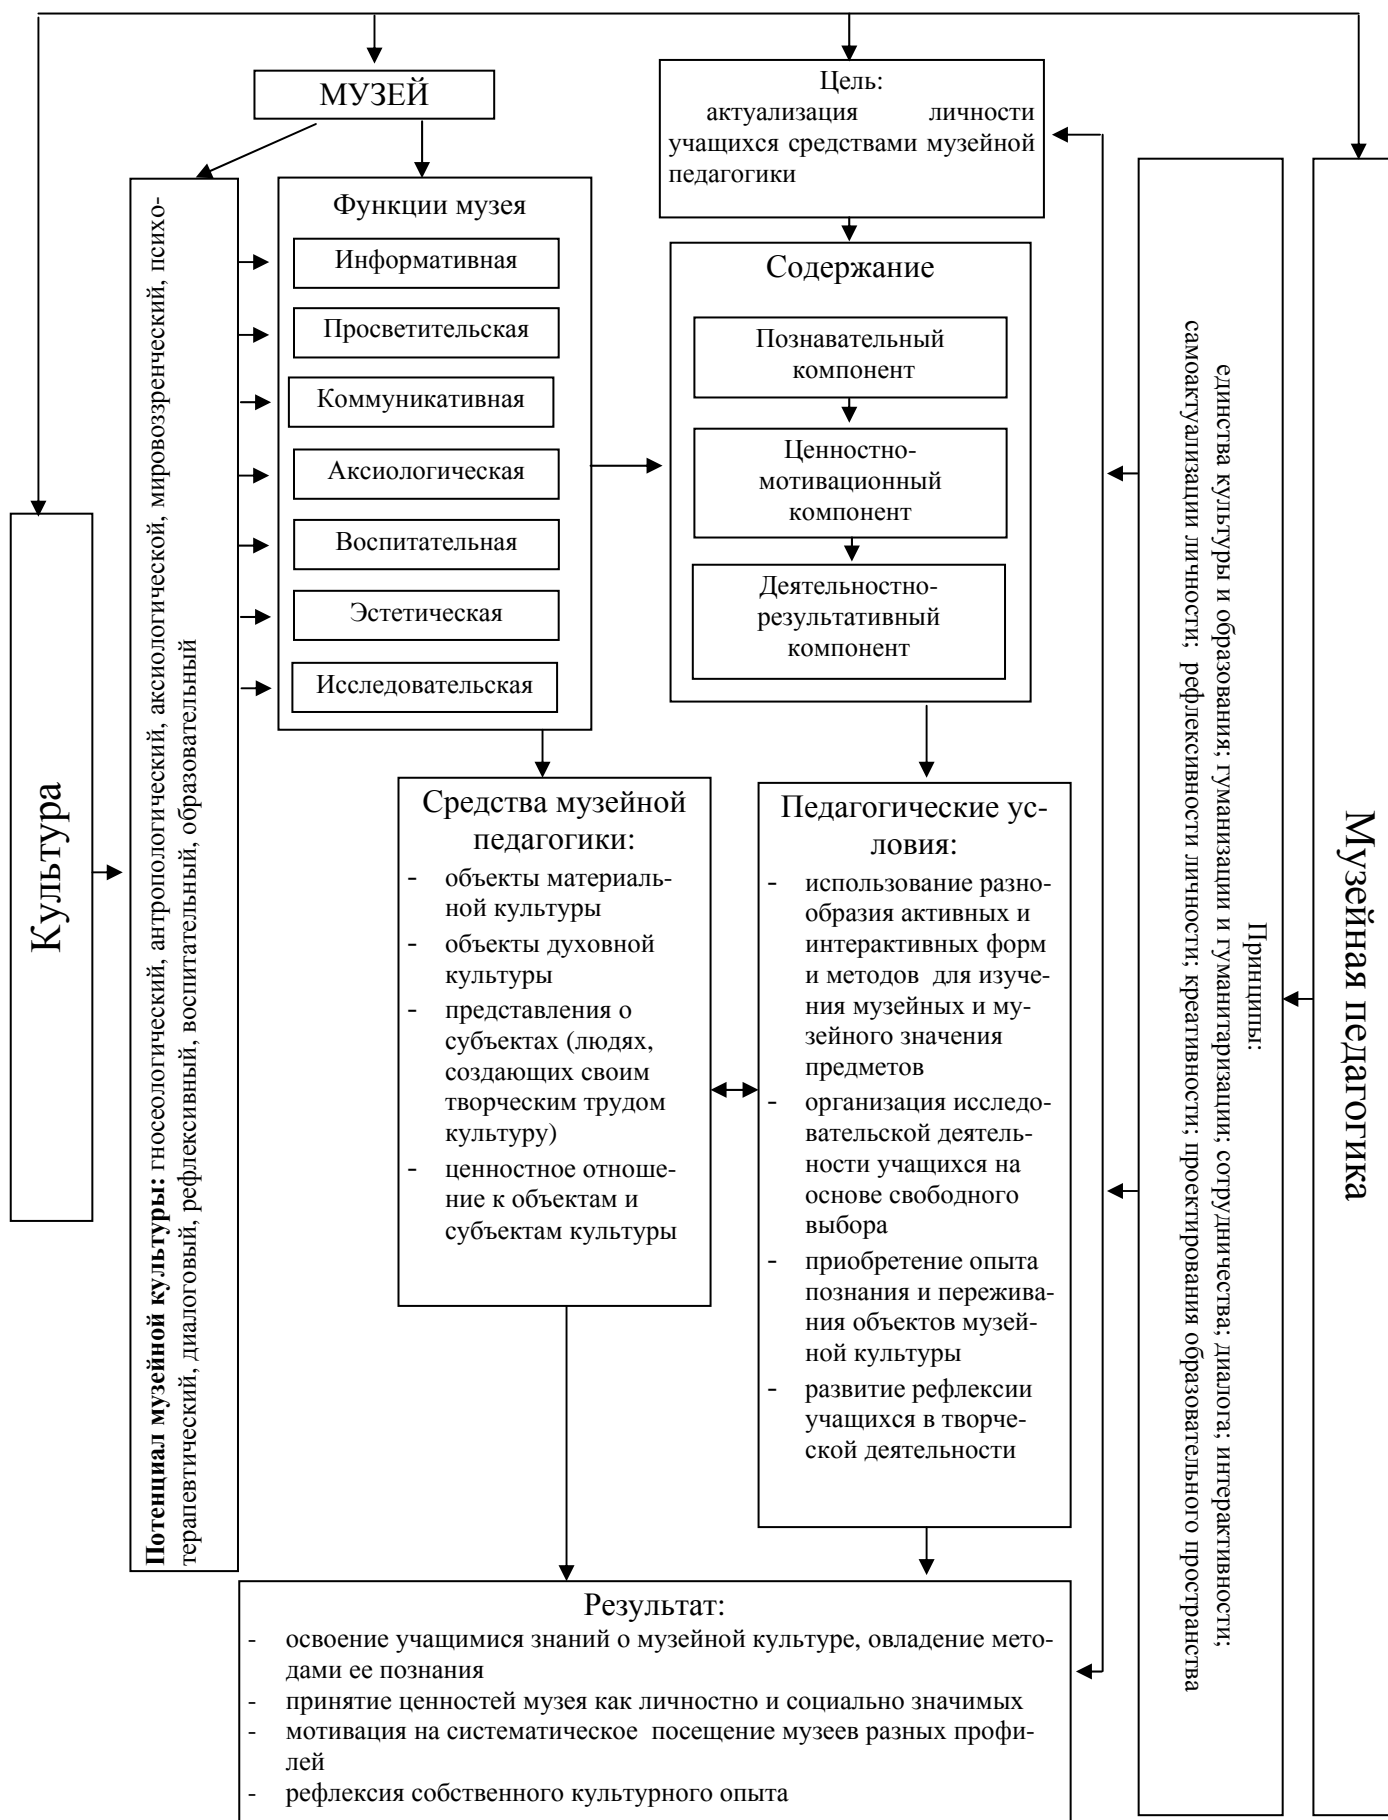 МУЗЕЙ
Цель:
актуализация личности
учащихся средствами музейной
педагогики
Культура
Потенциал музейной культуры: гносеологический, антропологический, аксиологической, мировоззренческий, психо-
терапевтический, диалоговый, рефлексивный, воспитательный, образовательный
Функции музея
Информативная
Просветительская
Коммуникативная
Аксиологическая
Воспитательная
Эстетическая
Исследовательская
Содержание
Познавательный
компонент
Ценностно-
мотивационный
компонент
Деятельностно-
результативный
компонент
Средства музейной
педагогики:
- объекты материаль-
ной культуры
- объекты духовной
культуры
- представления о
субъектах (людях,
создающих своим
творческим трудом
культуру)
- ценностное отноше-
ние к объектам и
субъектам культуры
Педагогические ус-
ловия:
- использование разно-
образия активных и
интерактивных форм
и методов для изуче-
ния музейных и му-
зейного значения
предметов
- организация исследо-
вательской деятель-
ности учащихся на
основе свободного
выбора
- приобретение опыта
познания и пережива-
ния объектов музей-
ной культуры
- развитие рефлексии
учащихся в творче-
ской деятельности
Принципы:
единства культуры и образования; гуманизации и гуманитаризации; сотрудничества; диалога; интерактивности;
самоактуализации личности; рефлексивности личности; креативности; проектирования образовательного пространства
Музейная педагогика
Результат:
- освоение учащимися знаний о музейной культуре, овладение мето-
дами ее познания
- принятие ценностей музея как личностно и социально значимых
- мотивация на систематическое посещение музеев разных профи-
лей
- рефлексия собственного культурного опыта